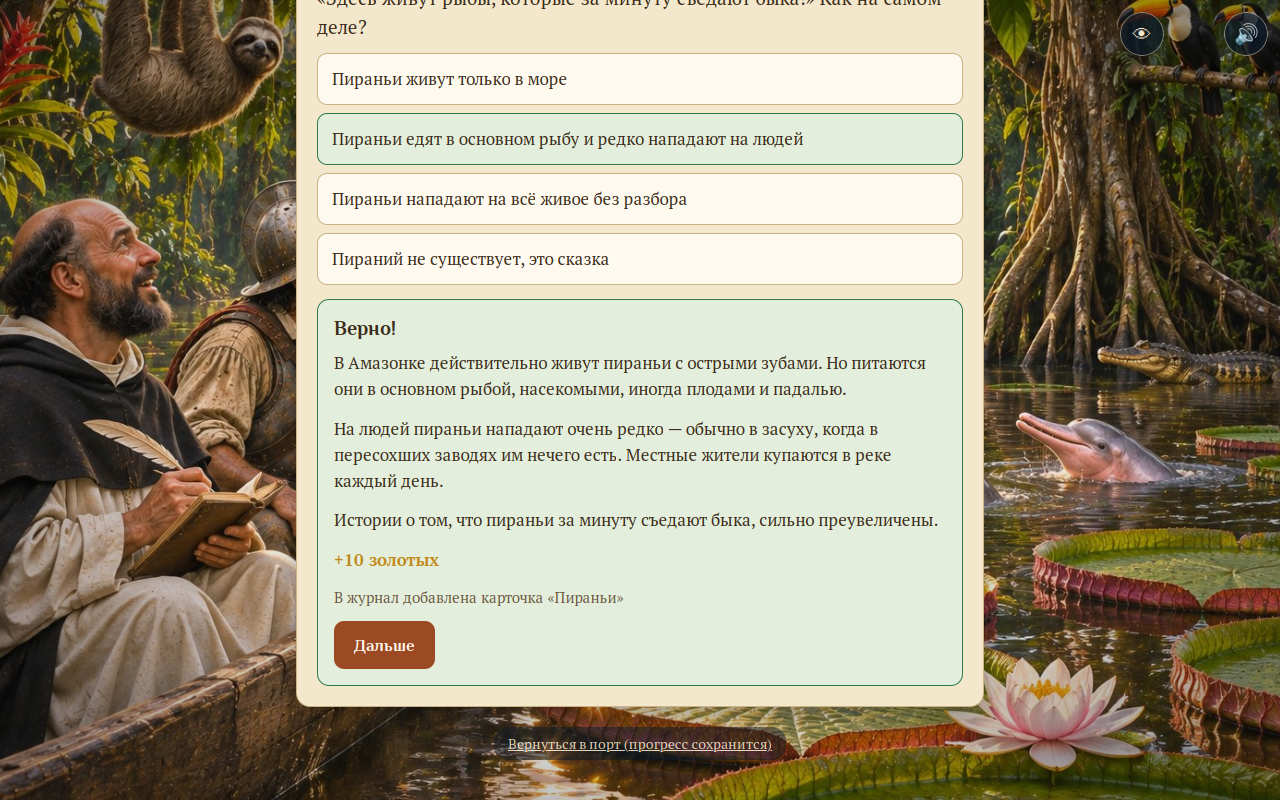 «Здесь живут рыбы, которые за минуту съедают быка!» Как на самом
деле?
Пираньи живут только в море
Пираньи едят в основном рыбу и редко нападают на людей
Пираньи нападают на всё живое без разбора
Пираний не существует, это сказка
Верно!
В Амазонке действительно живут пираньи с острыми зубами. Но питаются
они в основном рыбой, насекомыми, иногда плодами и падалью.
На людей пираньи нападают очень редко — обычно в засуху, когда в
пересохших заводях им нечего есть. Местные жители купаются в реке
каждый день.
Истории о том, что пираньи за минуту съедают быка, сильно преувеличены.
+10 золотых
В журнал добавлена карточка «Пираньи»
Дальше
Вернуться в порт (прогресс сохранится)